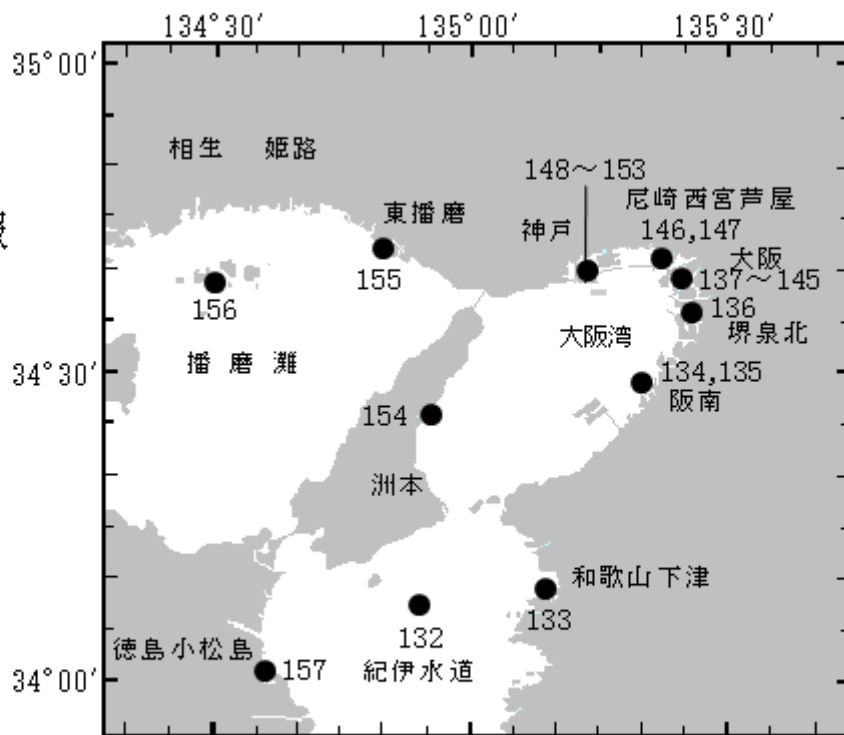 134°30′
135°00′
135°30′
35°00′
相生
姫路
148～153
尼崎西宮芦屋
東播磨
神戸
146,147
大阪
155
137～145
156
136
大阪湾
堺泉北
播磨灘
34°30′
134,135
154
阪南
洲本
和歌山下津
132
133
徳島小松島
157
紀伊水道
34°00′